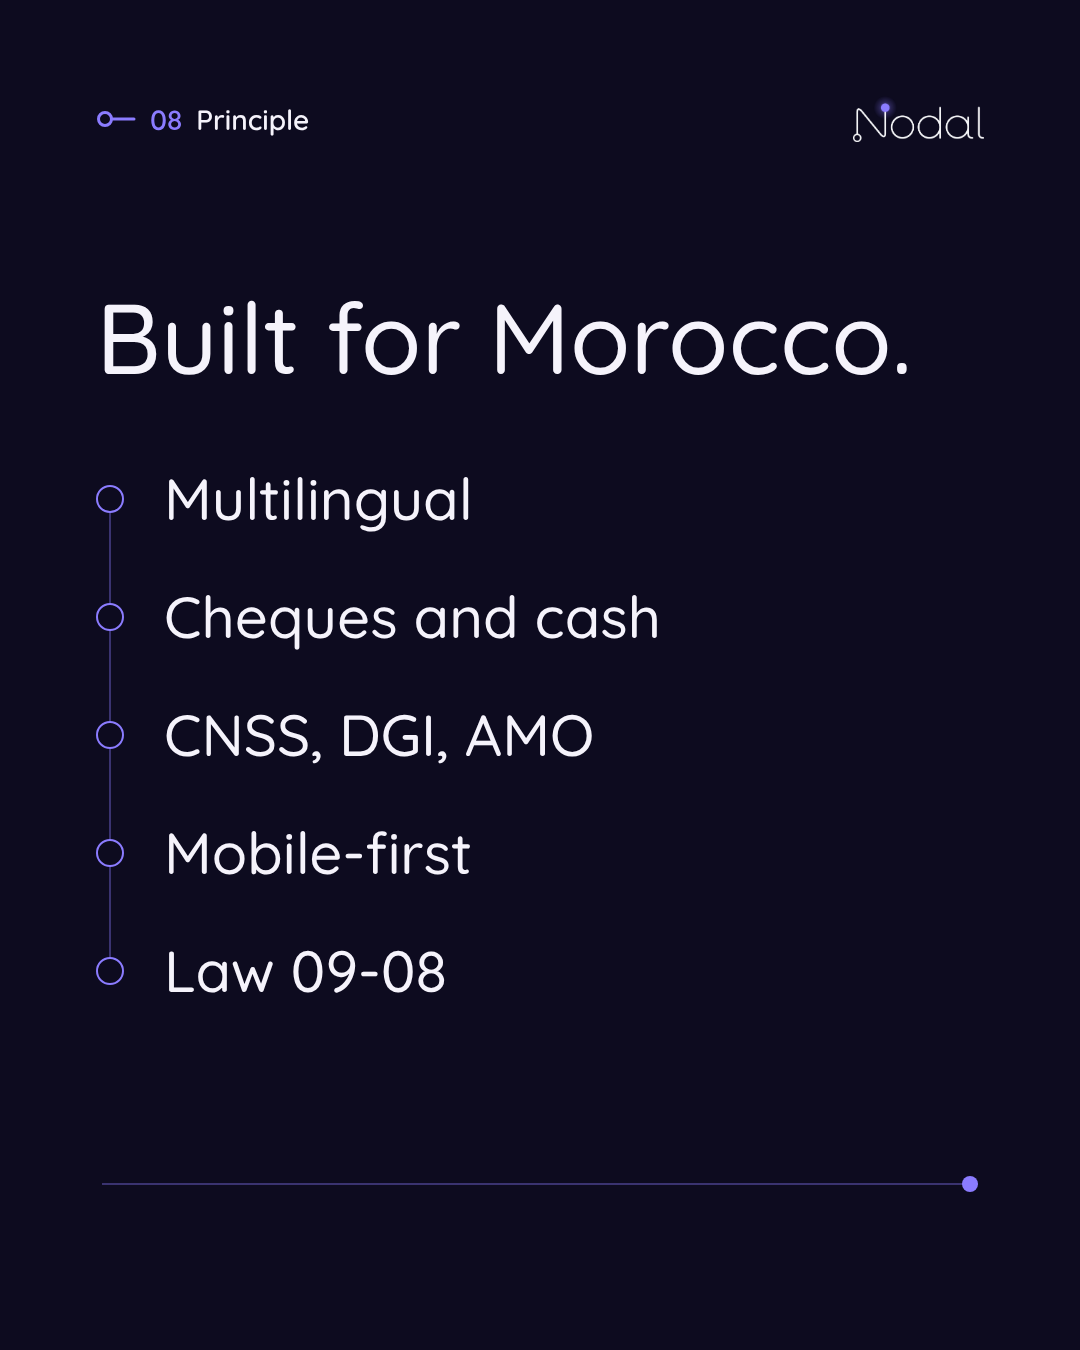 08 Principle
Nodal
Built for Morocco.
Multilingual
Cheques and cash
CNSS, DGI, AMO
Mobile-first
Law 09-08